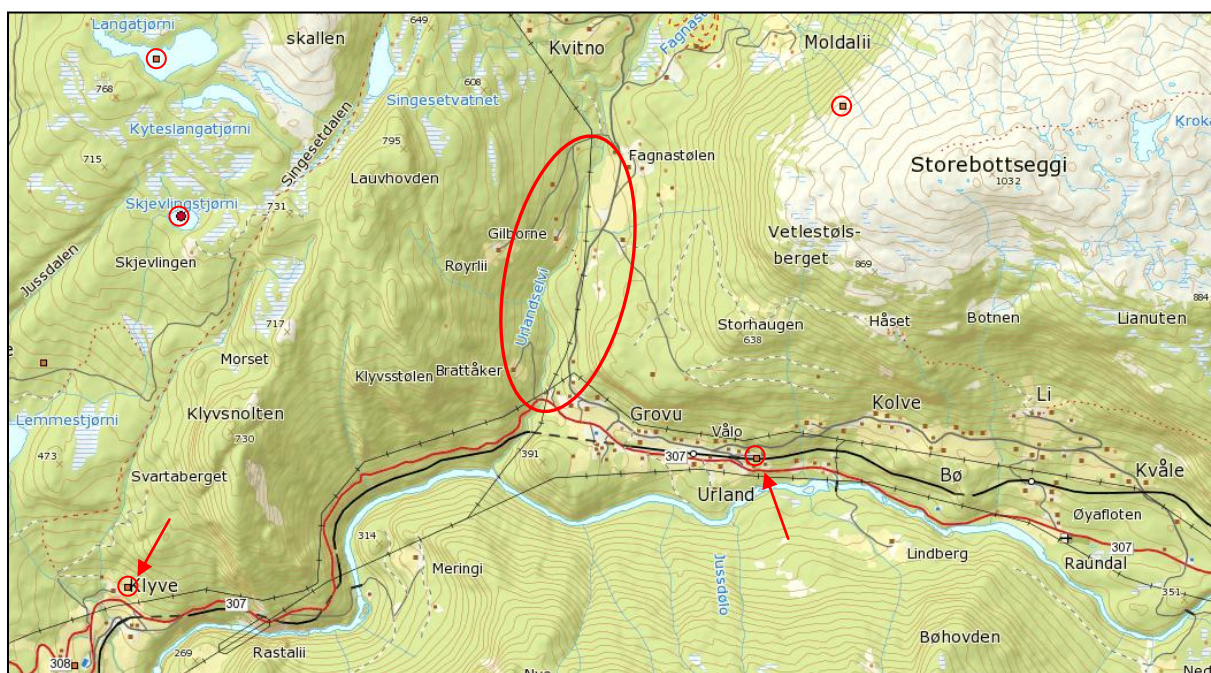 Langatjørni
649
skallen
Kvitno
Moldalii
768
Singesetvatnet
608
Kyteslangatjørni
795
715
Lauvhovden
Fagnastølen
Storebottseggi
1032
Singesetdalen
Skjevlingstjørni
731
Gilborne
Røyrlii
Vetlestøls-
berget
869
Jussdalen
Skjevlingen
884
Urlandselvi
717
Storhaugen
638
Håset
Botnen
Lianuten
Morset
Klyvsstølen
Brattåker
Li
Kolve
Lemmestjørni
Klyvsnolten
730
Grovu
Vålo
473
391
307
Svartaberget
Bø
Kvåle
Urland
Øyafloten
314
Lindberg
307
Meringi
Raundal
351
Klyve
Jussdølo
307
Bøhovden
269
Rastalii
308